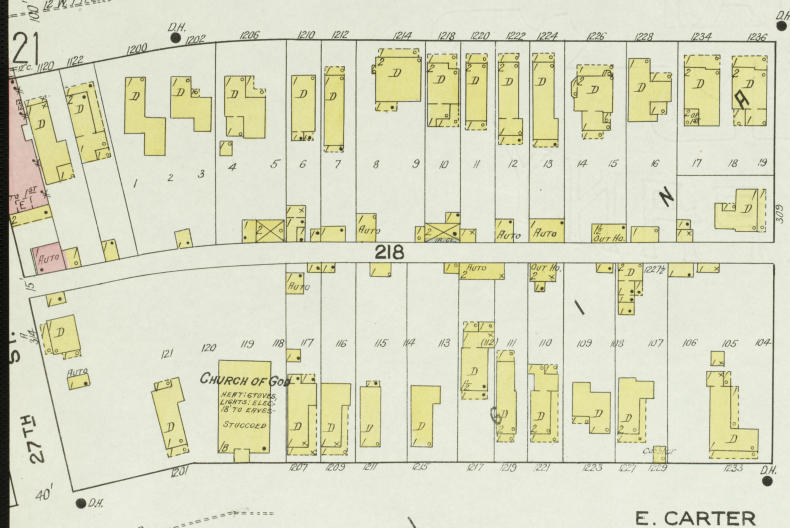 100'
12" W.
D.H.
D.H.
21
1120 1122 1200 1202 1206 1210 1212 1214 1218 1220 1222 1224 1226 1228 1234 1236
D D D D D D D D D D D D D D D D D
A
1 2 3 4 5 6 7 8 9 10 11 12 13 14 15 16 17 18 19
N
D
309
AUTO
AUTO
AUTO
AUTO
OUT HO.
218
AUTO
AUTO
OUT HO.
D
1227½
15
314
D
AUTO
I
121 120 119 118 117 116 115 114 113 (112) 111 110 109 108 107 106 105 104
CHURCH OF GOD
HEAT: STOVES,
LIGHTS: ELEC.
18' TO EAVES.
STUCCOED
D D D D D D D D D D D
G
1201 1207 1209 1211 1215 1217 1219 1221 1223 1227 1229 1233
27TH
ST.
40'
D.H.
D.H.
E. CARTER